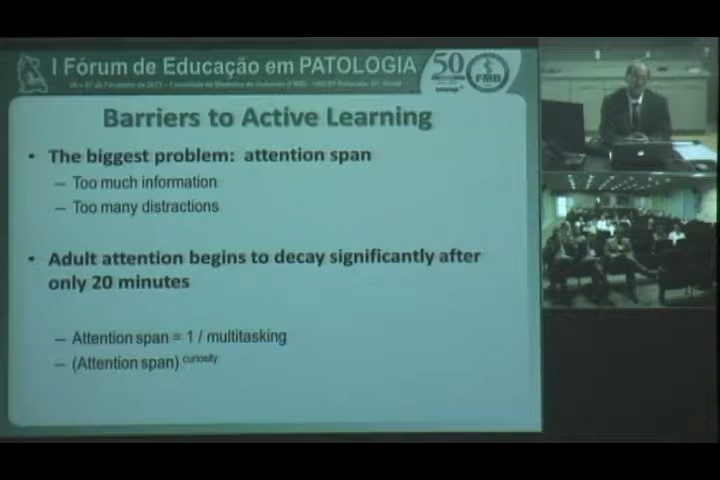 I Fórum de Educação em PATOLOGIA
50
FMB
unesp
Barriers to Active Learning
• The biggest problem: attention span
– Too much information
– Too many distractions
• Adult attention begins to decay significantly after
only 20 minutes
– Attention span = 1 / multitasking
– (Attention span) curiosity